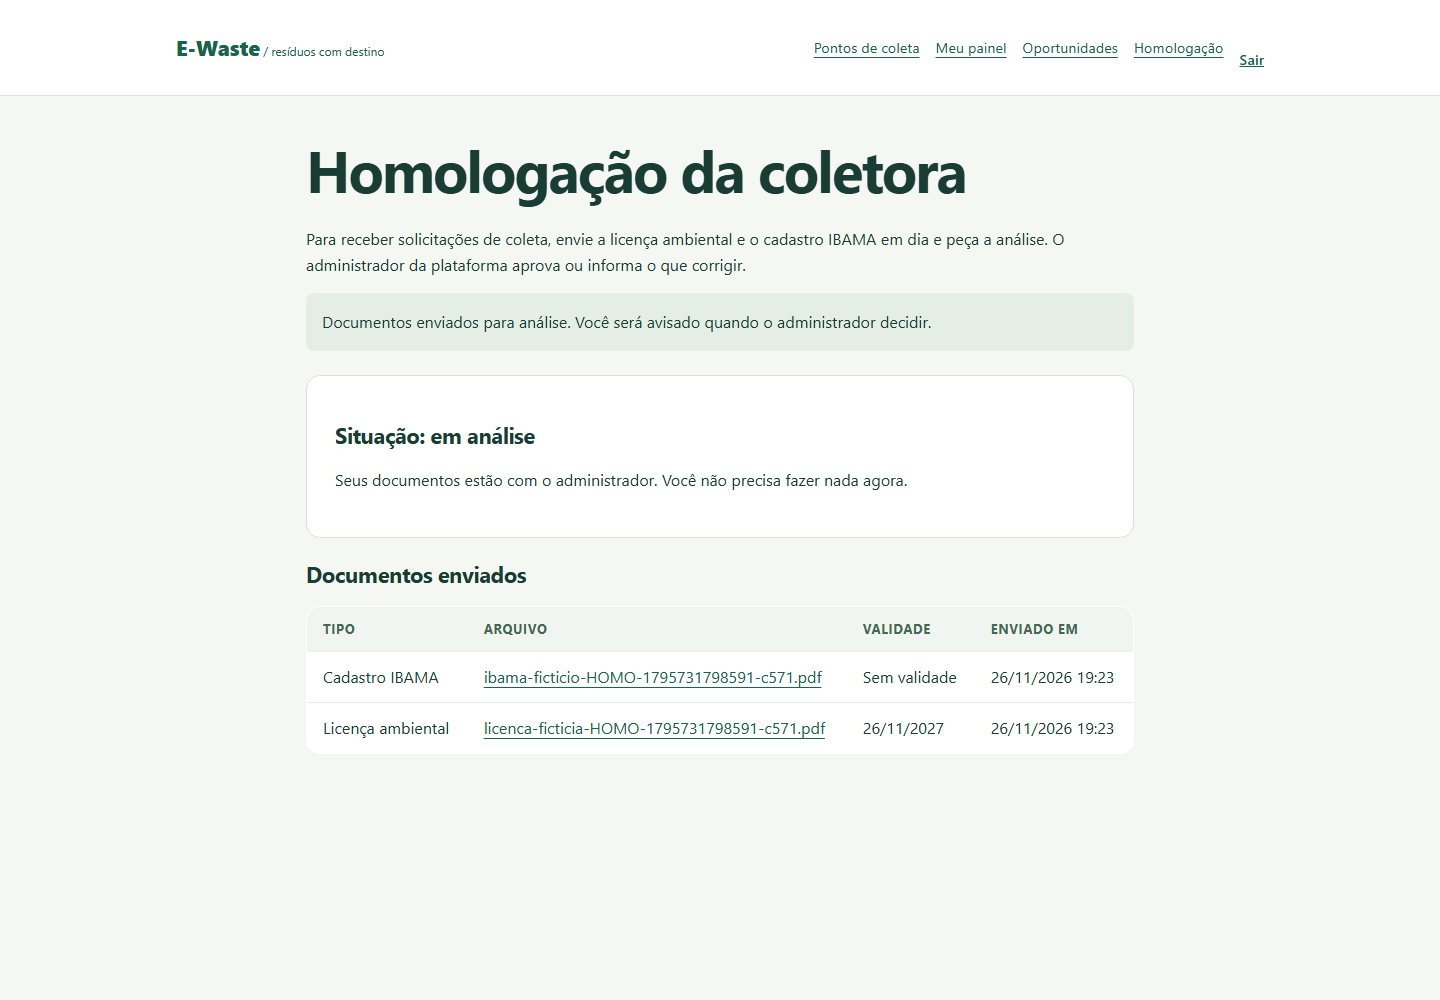 E-Waste / resíduos com destino
Pontos de coleta Meu painel Oportunidades Homologação Sair
Homologação da coletora
Para receber solicitações de coleta, envie a licença ambiental e o cadastro IBAMA em dia e peça a análise. O
administrador da plataforma aprova ou informa o que corrigir.
Documentos enviados para análise. Você será avisado quando o administrador decidir.
Situação: em análise
Seus documentos estão com o administrador. Você não precisa fazer nada agora.
Documentos enviados
TIPO ARQUIVO VALIDADE ENVIADO EM
Cadastro IBAMA ibama-ficticio-HOMO-1795731798591-c571.pdf Sem validade 26/11/2026 19:23
Licença ambiental licenca-ficticia-HOMO-1795731798591-c571.pdf 26/11/2027 26/11/2026 19:23